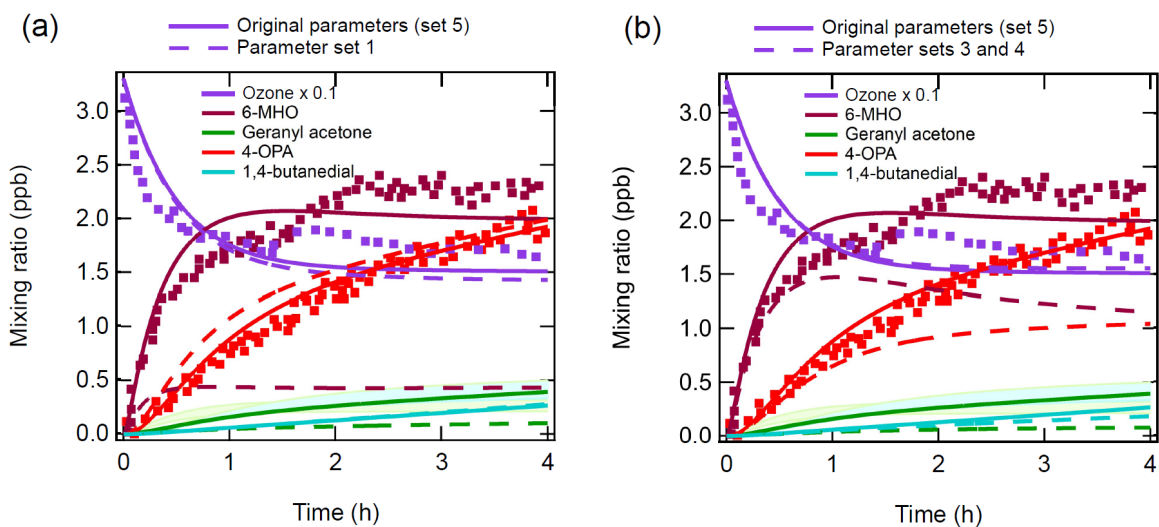 (a)
Original parameters (set 5)
Parameter set 1
Ozone x 0.1
6-MHO
Geranyl acetone
4-OPA
1,4-butanedial
Mixing ratio (ppb)
3.0
2.5
2.0
1.5
1.0
0.5
0.0
0 1 2 3 4
Time (h)
(b)
Original parameters (set 5)
Parameter sets 3 and 4
Ozone x 0.1
6-MHO
Geranyl acetone
4-OPA
1,4-butanedial
Mixing ratio (ppb)
3.0
2.5
2.0
1.5
1.0
0.5
0.0
0 1 2 3 4
Time (h)